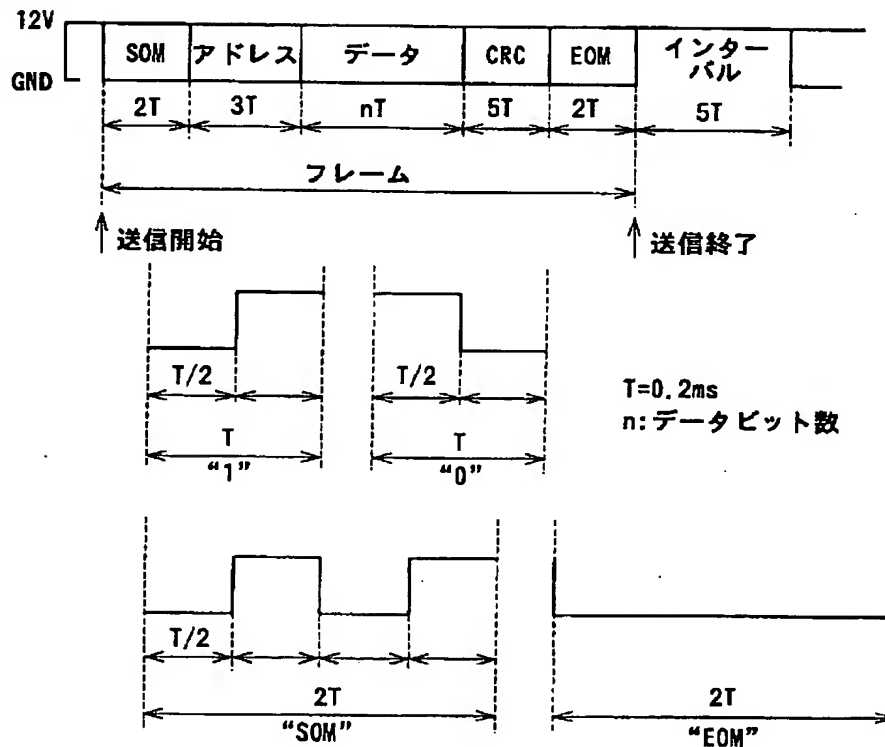 12V
SOM アドレス データ CRC EOM インターバル
GND
2T 3T nT 5T 2T 5T
フレーム
送信開始 送信終了
T/2 T/2
T=0.2ms
n:データビット数
T T
“1” “0”
T/2
2T 2T
“SOM” “EOM”